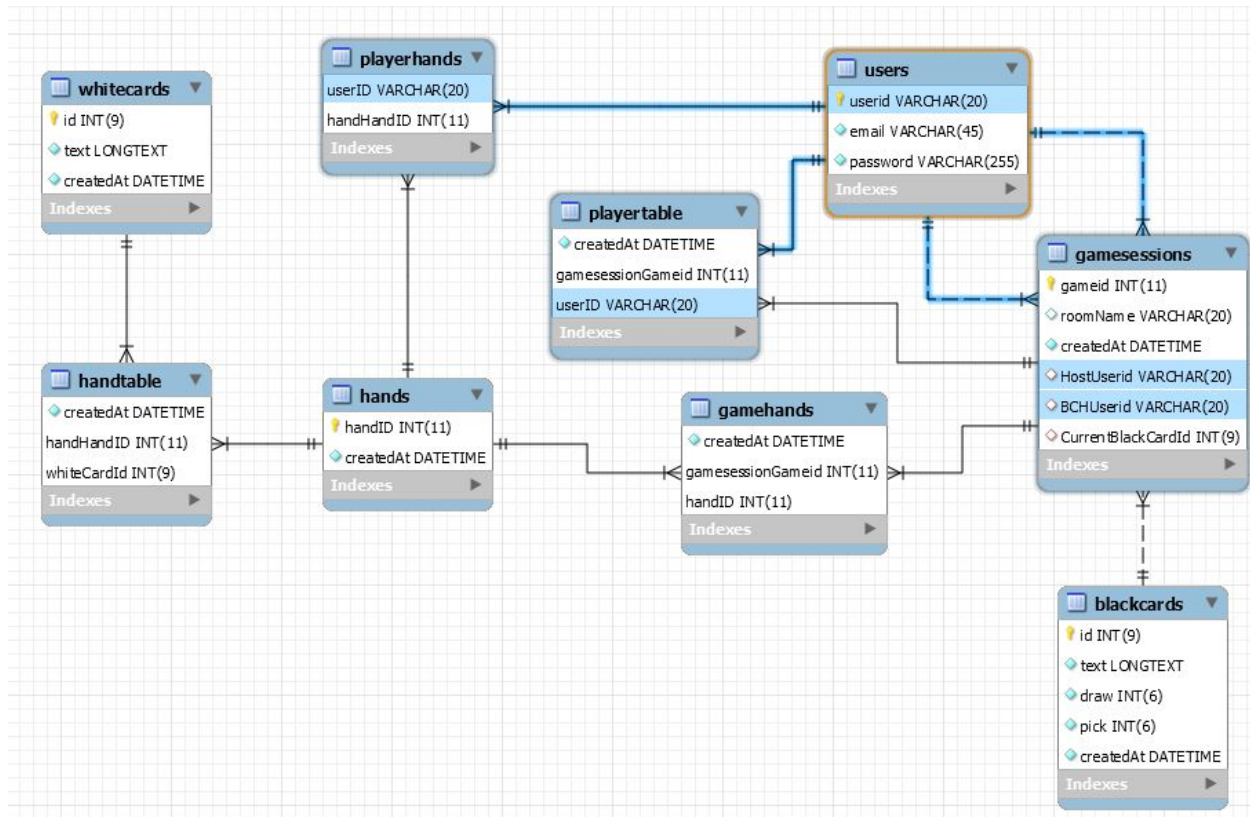 whitecards
id INT(9)
text LONGTEXT
createdAt DATETIME
Indexes
playerhands
userID VARCHAR(20)
handHandID INT(11)
Indexes
users
userid VARCHAR(20)
email VARCHAR(45)
password VARCHAR(255)
Indexes
playertable
createdAt DATETIME
gamesessionGameid INT(11)
userID VARCHAR(20)
Indexes
gamesessions
gameid INT(11)
roomName VARCHAR(20)
createdAt DATETIME
HostUserid VARCHAR(20)
BCHUserid VARCHAR(20)
CurrentBlackCardId INT(9)
Indexes
handtable
createdAt DATETIME
handHandID INT(11)
whiteCardId INT(9)
Indexes
hands
handID INT(11)
createdAt DATETIME
Indexes
gamehands
createdAt DATETIME
gamesessionGameid INT(11)
handID INT(11)
Indexes
blackcards
id INT(9)
text LONGTEXT
draw INT(6)
pick INT(6)
createdAt DATETIME
Indexes